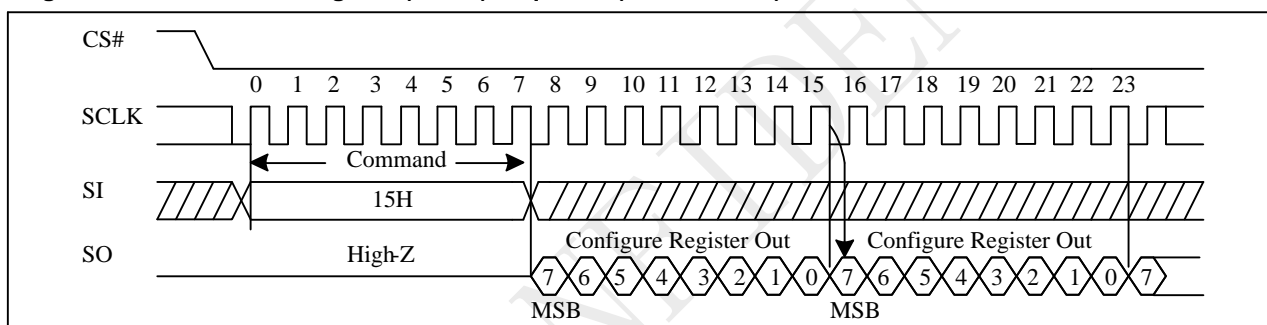 CS#
0 1 2 3 4 5 6 7 8 9 10 11 12 13 14 15 16 17 18 19 20 21 22 23
SCLK
Command
SI
15H
SO
High-Z
Configure Register Out Configure Register Out
7 6 5 4 3 2 1 0 7 6 5 4 3 2 1 0 7
MSB MSB